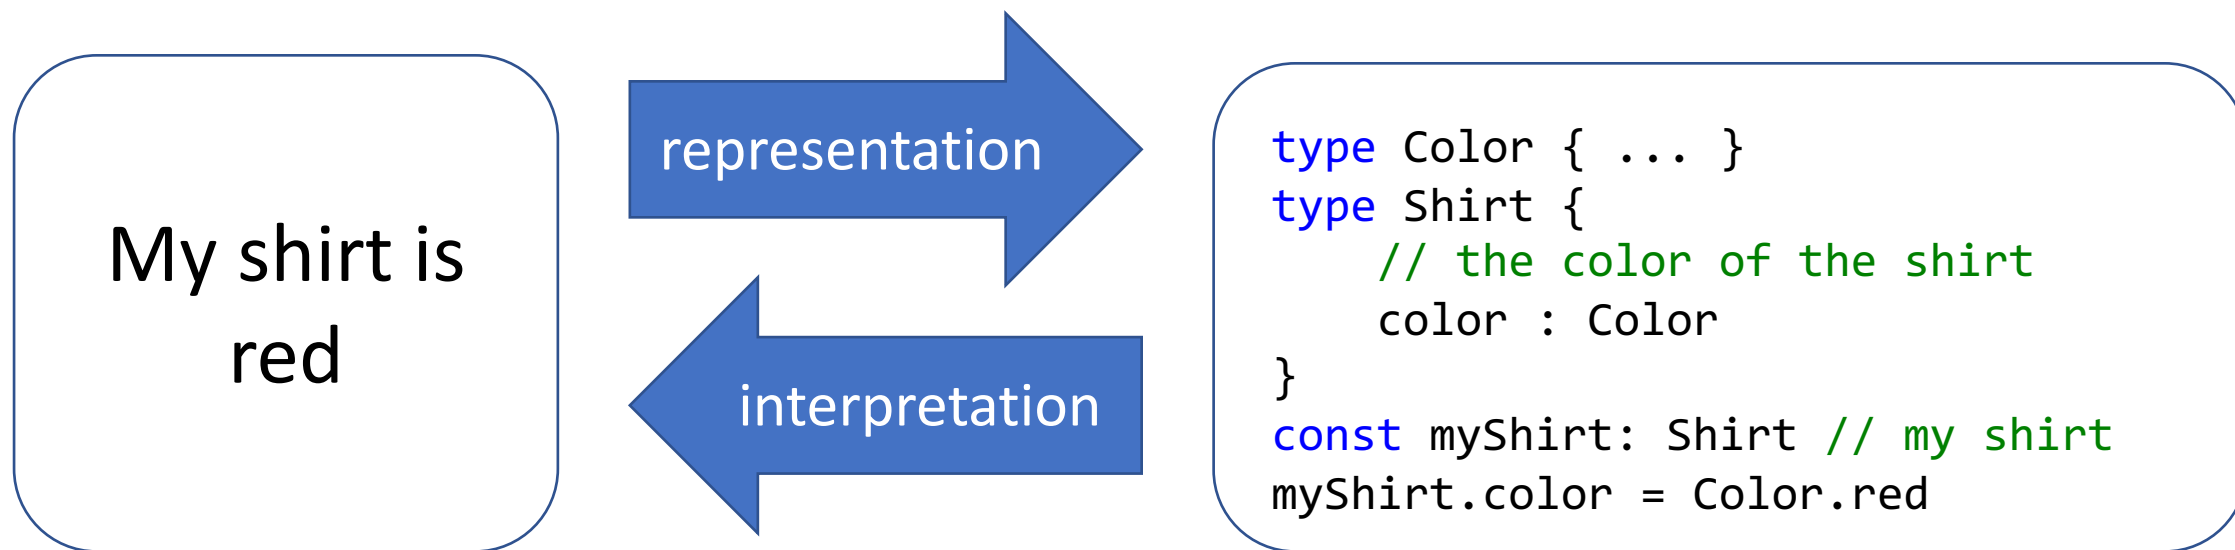 My shirt is
red
representation
interpretation
type Color { ... }
type Shirt {
    // the color of the shirt
    color : Color
}
const myShirt: Shirt // my shirt
myShirt.color = Color.red